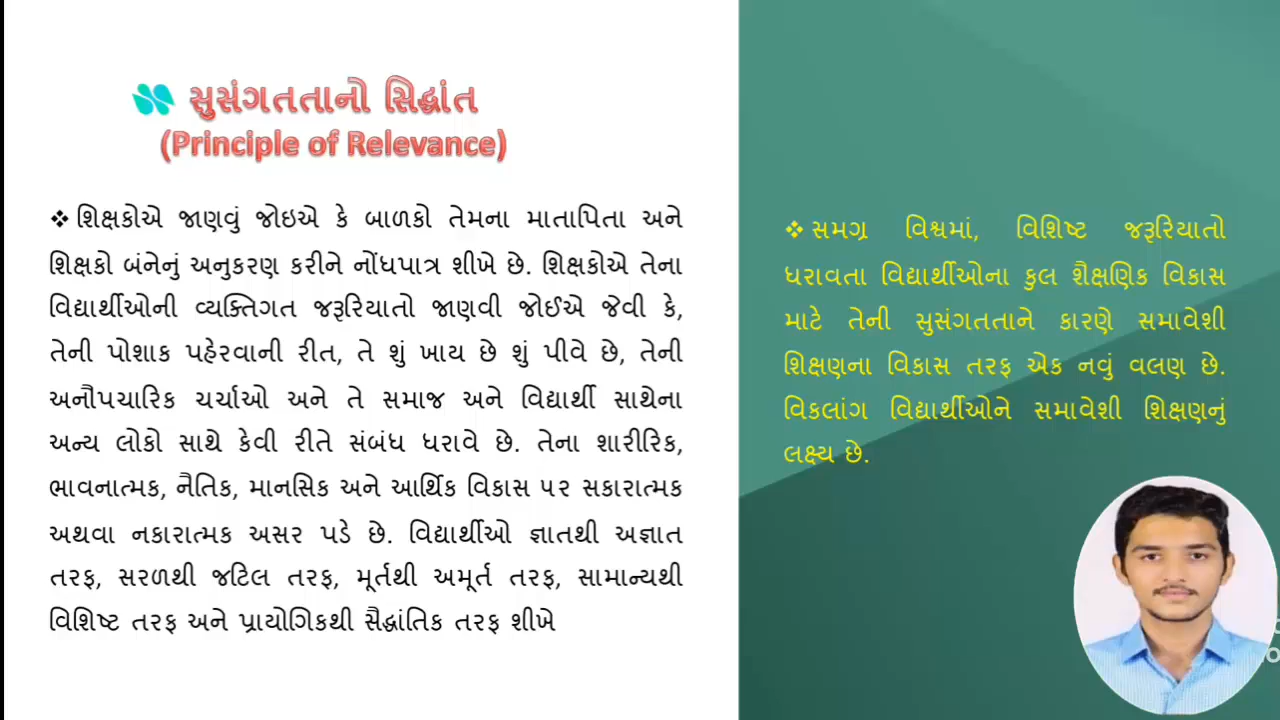 સુસંગતતાનો સિદ્ધાંત
(Principle of Relevance)
❖ શિક્ષકોએ જાણવું જોઇએ કે બાળકો તેમના માતાપિતા અને
શિક્ષકો બંનેનું અનુકરણ કરીને નોંધપાત્ર શીખે છે. શિક્ષકોએ તેના
વિદ્યાર્થીઓની વ્યક્તિગત જરૂરિયાતો જાણવી જોઈએ જેવી કે,
તેની પોશાક પહેરવાની રીત, તે શું ખાય છે શું પીવે છે, તેની
અનૌપચારિક ચર્ચાઓ અને તે સમાજ અને વિદ્યાર્થી સાથેના
અન્ય લોકો સાથે કેવી રીતે સંબંધ ધરાવે છે. તેના શારીરિક,
ભાવનાત્મક, નૈતિક, માનસિક અને આર્થિક વિકાસ પર સકારાત્મક
અથવા નકારાત્મક અસર પડે છે. વિદ્યાર્થીઓ જ્ઞાતથી અજ્ઞાત
તરફ, સરળથી જટિલ તરફ, મૂર્તથી અમૂર્ત તરફ, સામાન્યથી
વિશિષ્ટ તરફ અને પ્રાયોગિકથી સૈદ્ધાંતિક તરફ શીખે
❖ સમગ્ર વિશ્વમાં, વિશિષ્ટ જરૂરિયાતો
ધરાવતા વિદ્યાર્થીઓના કુલ શૈક્ષણિક વિકાસ
માટે તેની સુસંગતતાને કારણે સમાવેશી
શિક્ષણના વિકાસ તરફ એક નવું વલણ છે.
વિકલાંગ વિદ્યાર્થીઓને સમાવેશી શિક્ષણનું
લક્ષ્ય છે.